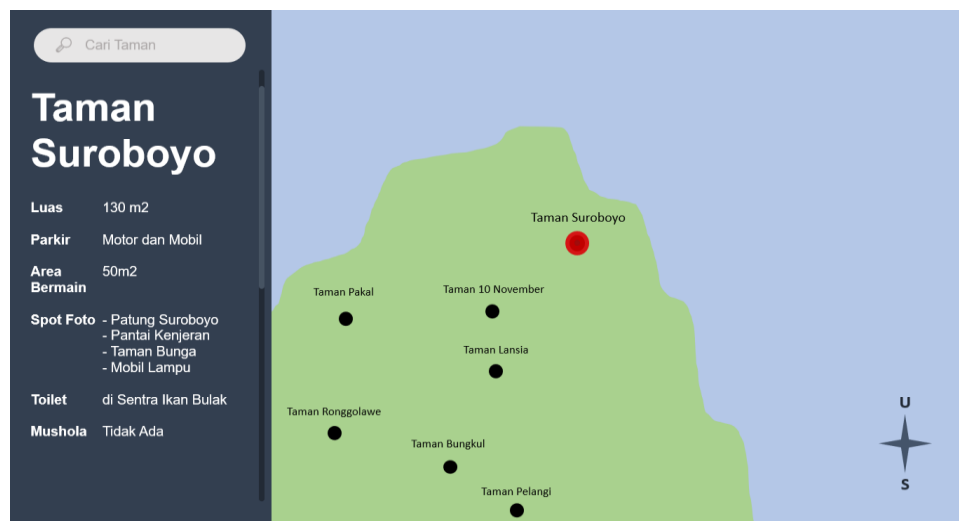 Cari Taman
Taman
Suroboyo
Luas 130 m2
Parkir Motor dan Mobil
Area
Bermain 50m2
Spot Foto - Patung Suroboyo
- Pantai Kenjeran
- Taman Bunga
- Mobil Lampu
Toilet di Sentra Ikan Bulak
Mushola Tidak Ada
Taman Suroboyo
Taman Pakal
Taman 10 November
Taman Lansia
Taman Ronggolawe
Taman Bungkul
Taman Pelangi
U
S